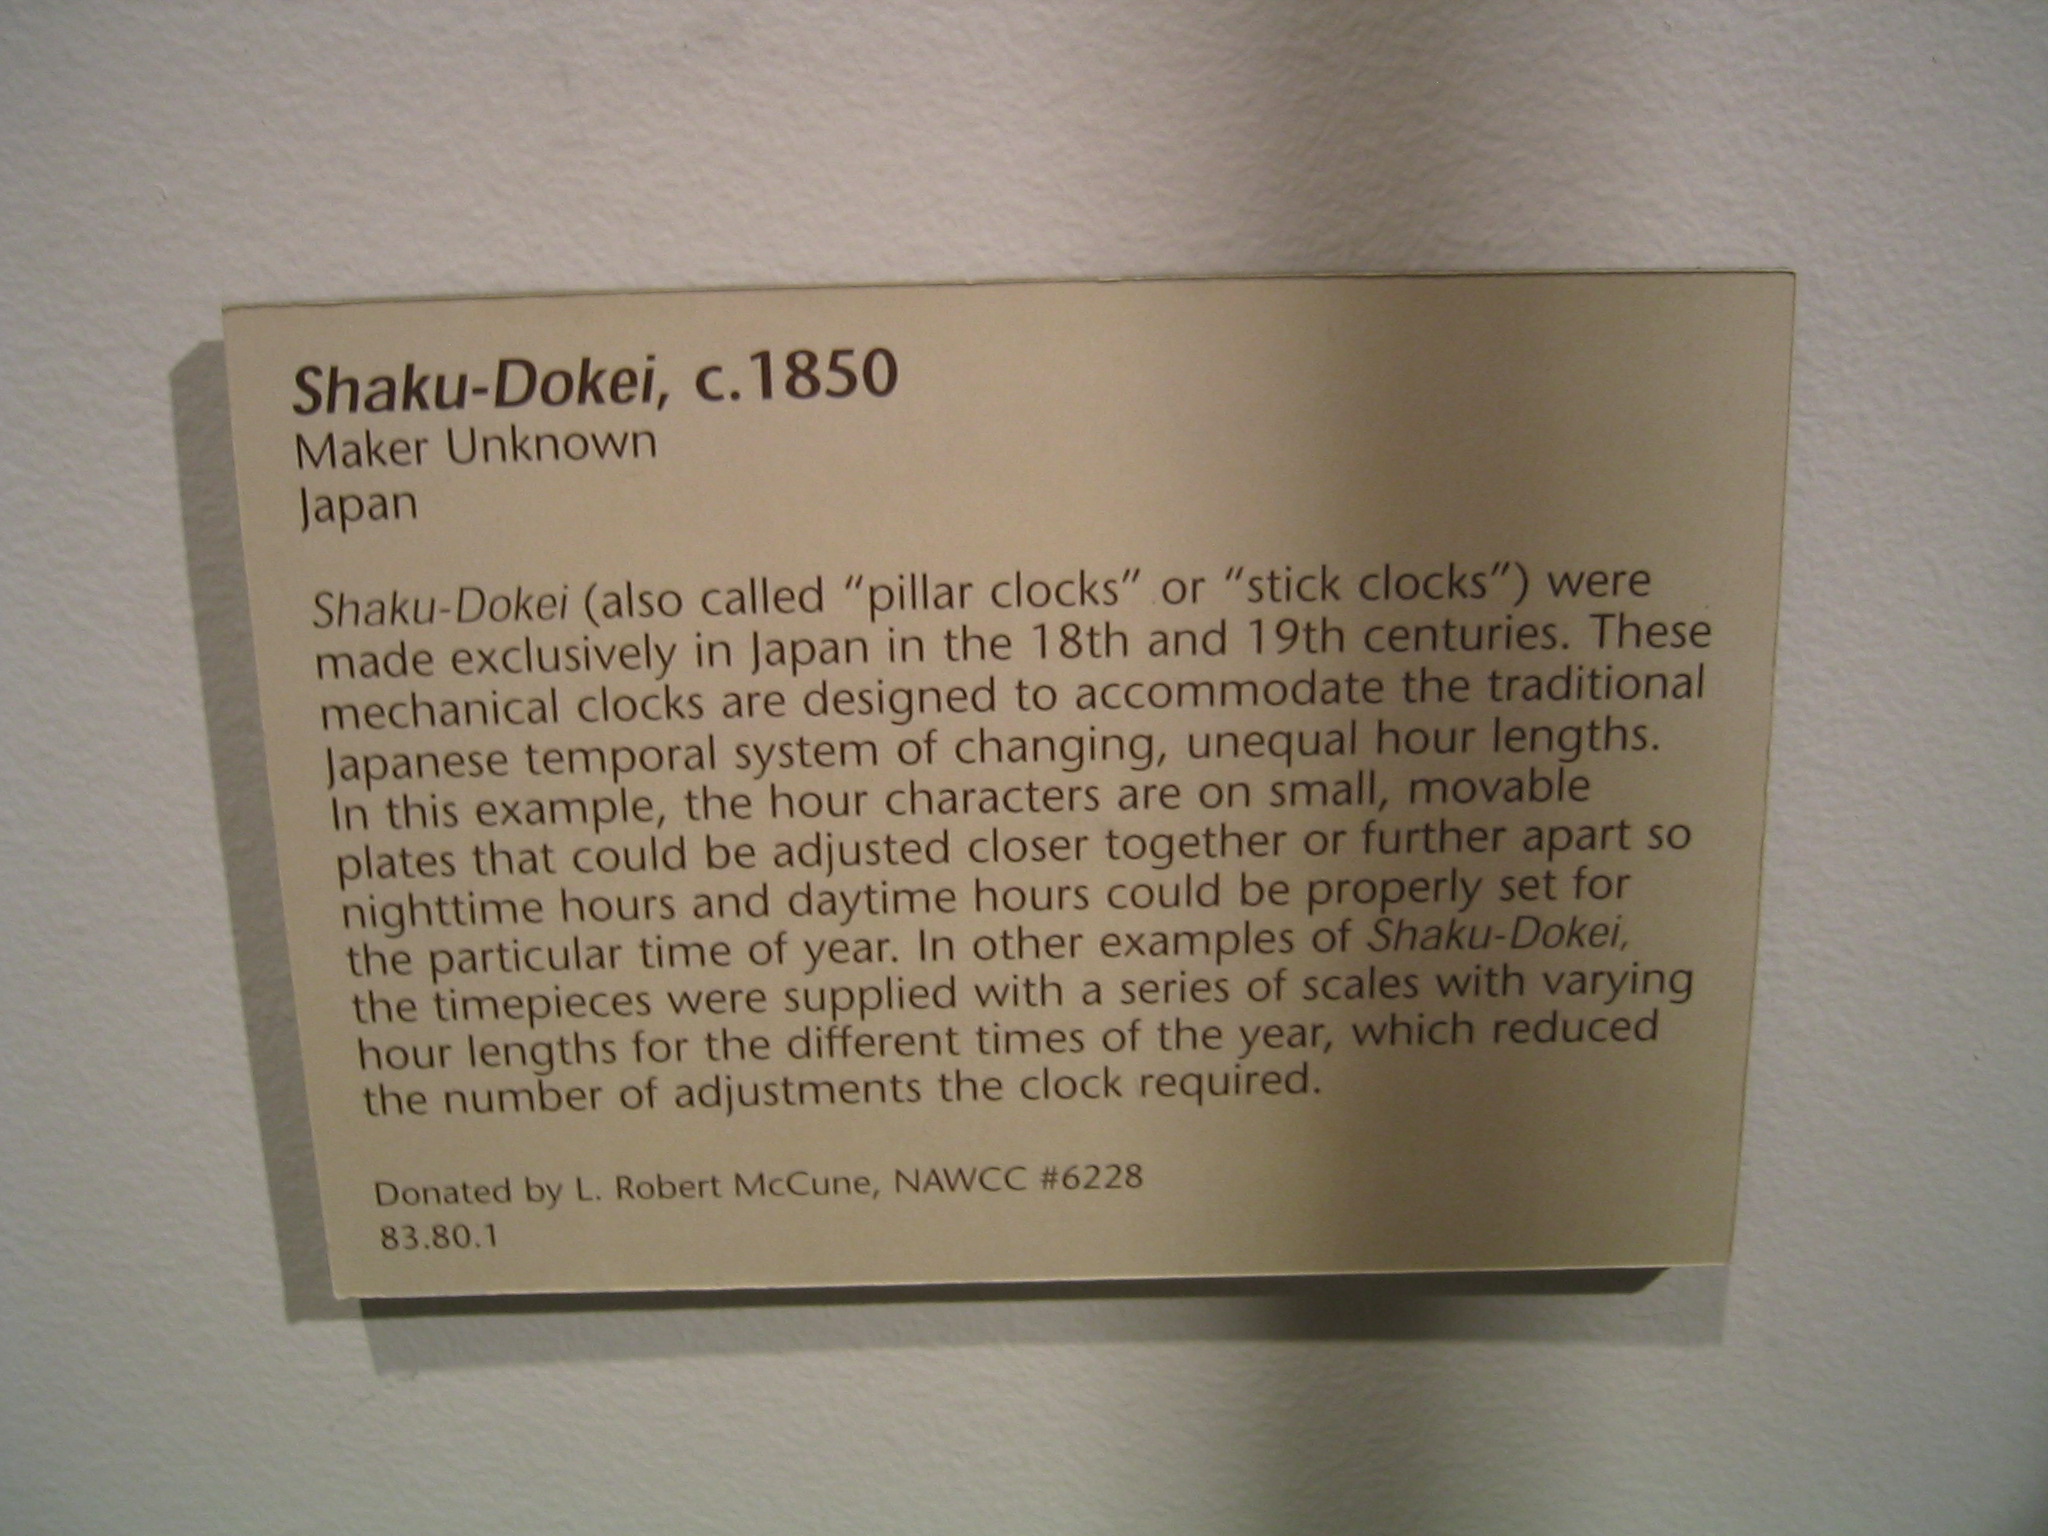 Shaku-Dokei, c.1850
Maker Unknown
Japan
Shaku-Dokei (also called “pillar clocks” or “stick clocks”) were
made exclusively in Japan in the 18th and 19th centuries. These
mechanical clocks are designed to accommodate the traditional
Japanese temporal system of changing, unequal hour lengths.
In this example, the hour characters are on small, movable
plates that could be adjusted closer together or further apart so
nighttime hours and daytime hours could be properly set for
the particular time of year. In other examples of Shaku-Dokei,
the timepieces were supplied with a series of scales with varying
hour lengths for the different times of the year, which reduced
the number of adjustments the clock required.
Donated by L. Robert McCune, NAWCC #6228
83.80.1